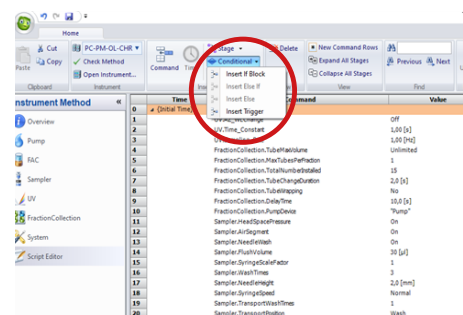 Home
Cut
Copy
Paste
Clipboard
PC-PM-OL-CHR
Check Method
Open Instrument...
Instrument
Command
Stage
Conditional
Delete
Insert If Block
Insert Else If
Insert Else
Insert Trigger
New Command Rows
Expand All Stages
Collapse All Stages
View
Previous
Next
Find
nstrument Method
Overview
Pump
FAC
Sampler
UV
FractionCollection
System
Script Editor
Time
mand
Value
0 {Initial Time}
1
2 UV.Time_Constant 1,00 [s]
3 1,00 [Hz]
4 FractionCollection.TubeMaxVolume Unlimited
5 FractionCollection.MaxTubesPerFraction 1
6 FractionCollection.TotalNumberInstalled 15
7 FractionCollection.TubeChangeDuration 2,0 [s]
8 FractionCollection.TubeWrapping No
9 FractionCollection.DelayTime 10,0 [s]
10 FractionCollection.PumpDevice "Pump"
11 Sampler.HeadSpacePressure On
12 Sampler.AirSegment On
13 Sampler.NeedleWash On
14 Sampler.FlushVolume 30 [µl]
15 Sampler.SyringeScaleFactor 1
16 Sampler.WashTimes 3
17 Sampler.NeedleHeight 2,0 [mm]
18 Sampler.SyringeSpeed Normal
19 Sampler.TransportWashTimes 1
20 Sampler.TransportPosition Wash